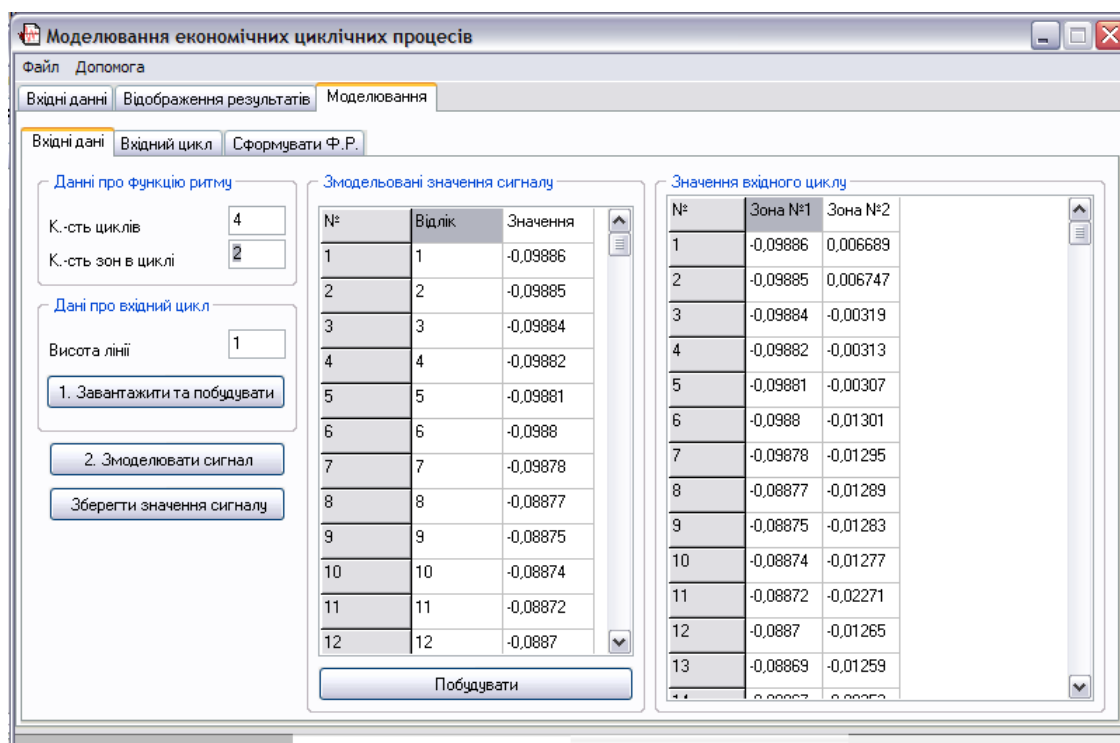 Моделювання економічних циклічних процесів
Файл Допомога
Вхідні данні Відображення результатів Моделювання
Вхідні дані Вхідний цикл Сформувати Ф.Р.
Данні про функцію ритму
К.-сть циклів 4
К.-сть зон в циклі 2
Дані про вхідний цикл
Висота лінії 1
1. Завантажити та побудувати
2. Змоделювати сигнал
Зберегти значення сигналу
Змодельовані значення сигналу
№ Відлік Значення
1 1 -0,09886
2 2 -0,09885
3 3 -0,09884
4 4 -0,09882
5 5 -0,09881
6 6 -0,0988
7 7 -0,09878
8 8 -0,08877
9 9 -0,08875
10 10 -0,08874
11 11 -0,08872
12 12 -0,0887
Побудувати
Значення вхідного циклу
№ Зона №1 Зона №2
1 -0,09886 0,006689
2 -0,09885 0,006747
3 -0,09884 -0,00319
4 -0,09882 -0,00313
5 -0,09881 -0,00307
6 -0,0988 -0,01301
7 -0,09878 -0,01295
8 -0,08877 -0,01289
9 -0,08875 -0,01283
10 -0,08874 -0,01277
11 -0,08872 -0,02271
12 -0,0887 -0,01265
13 -0,08869 -0,01259